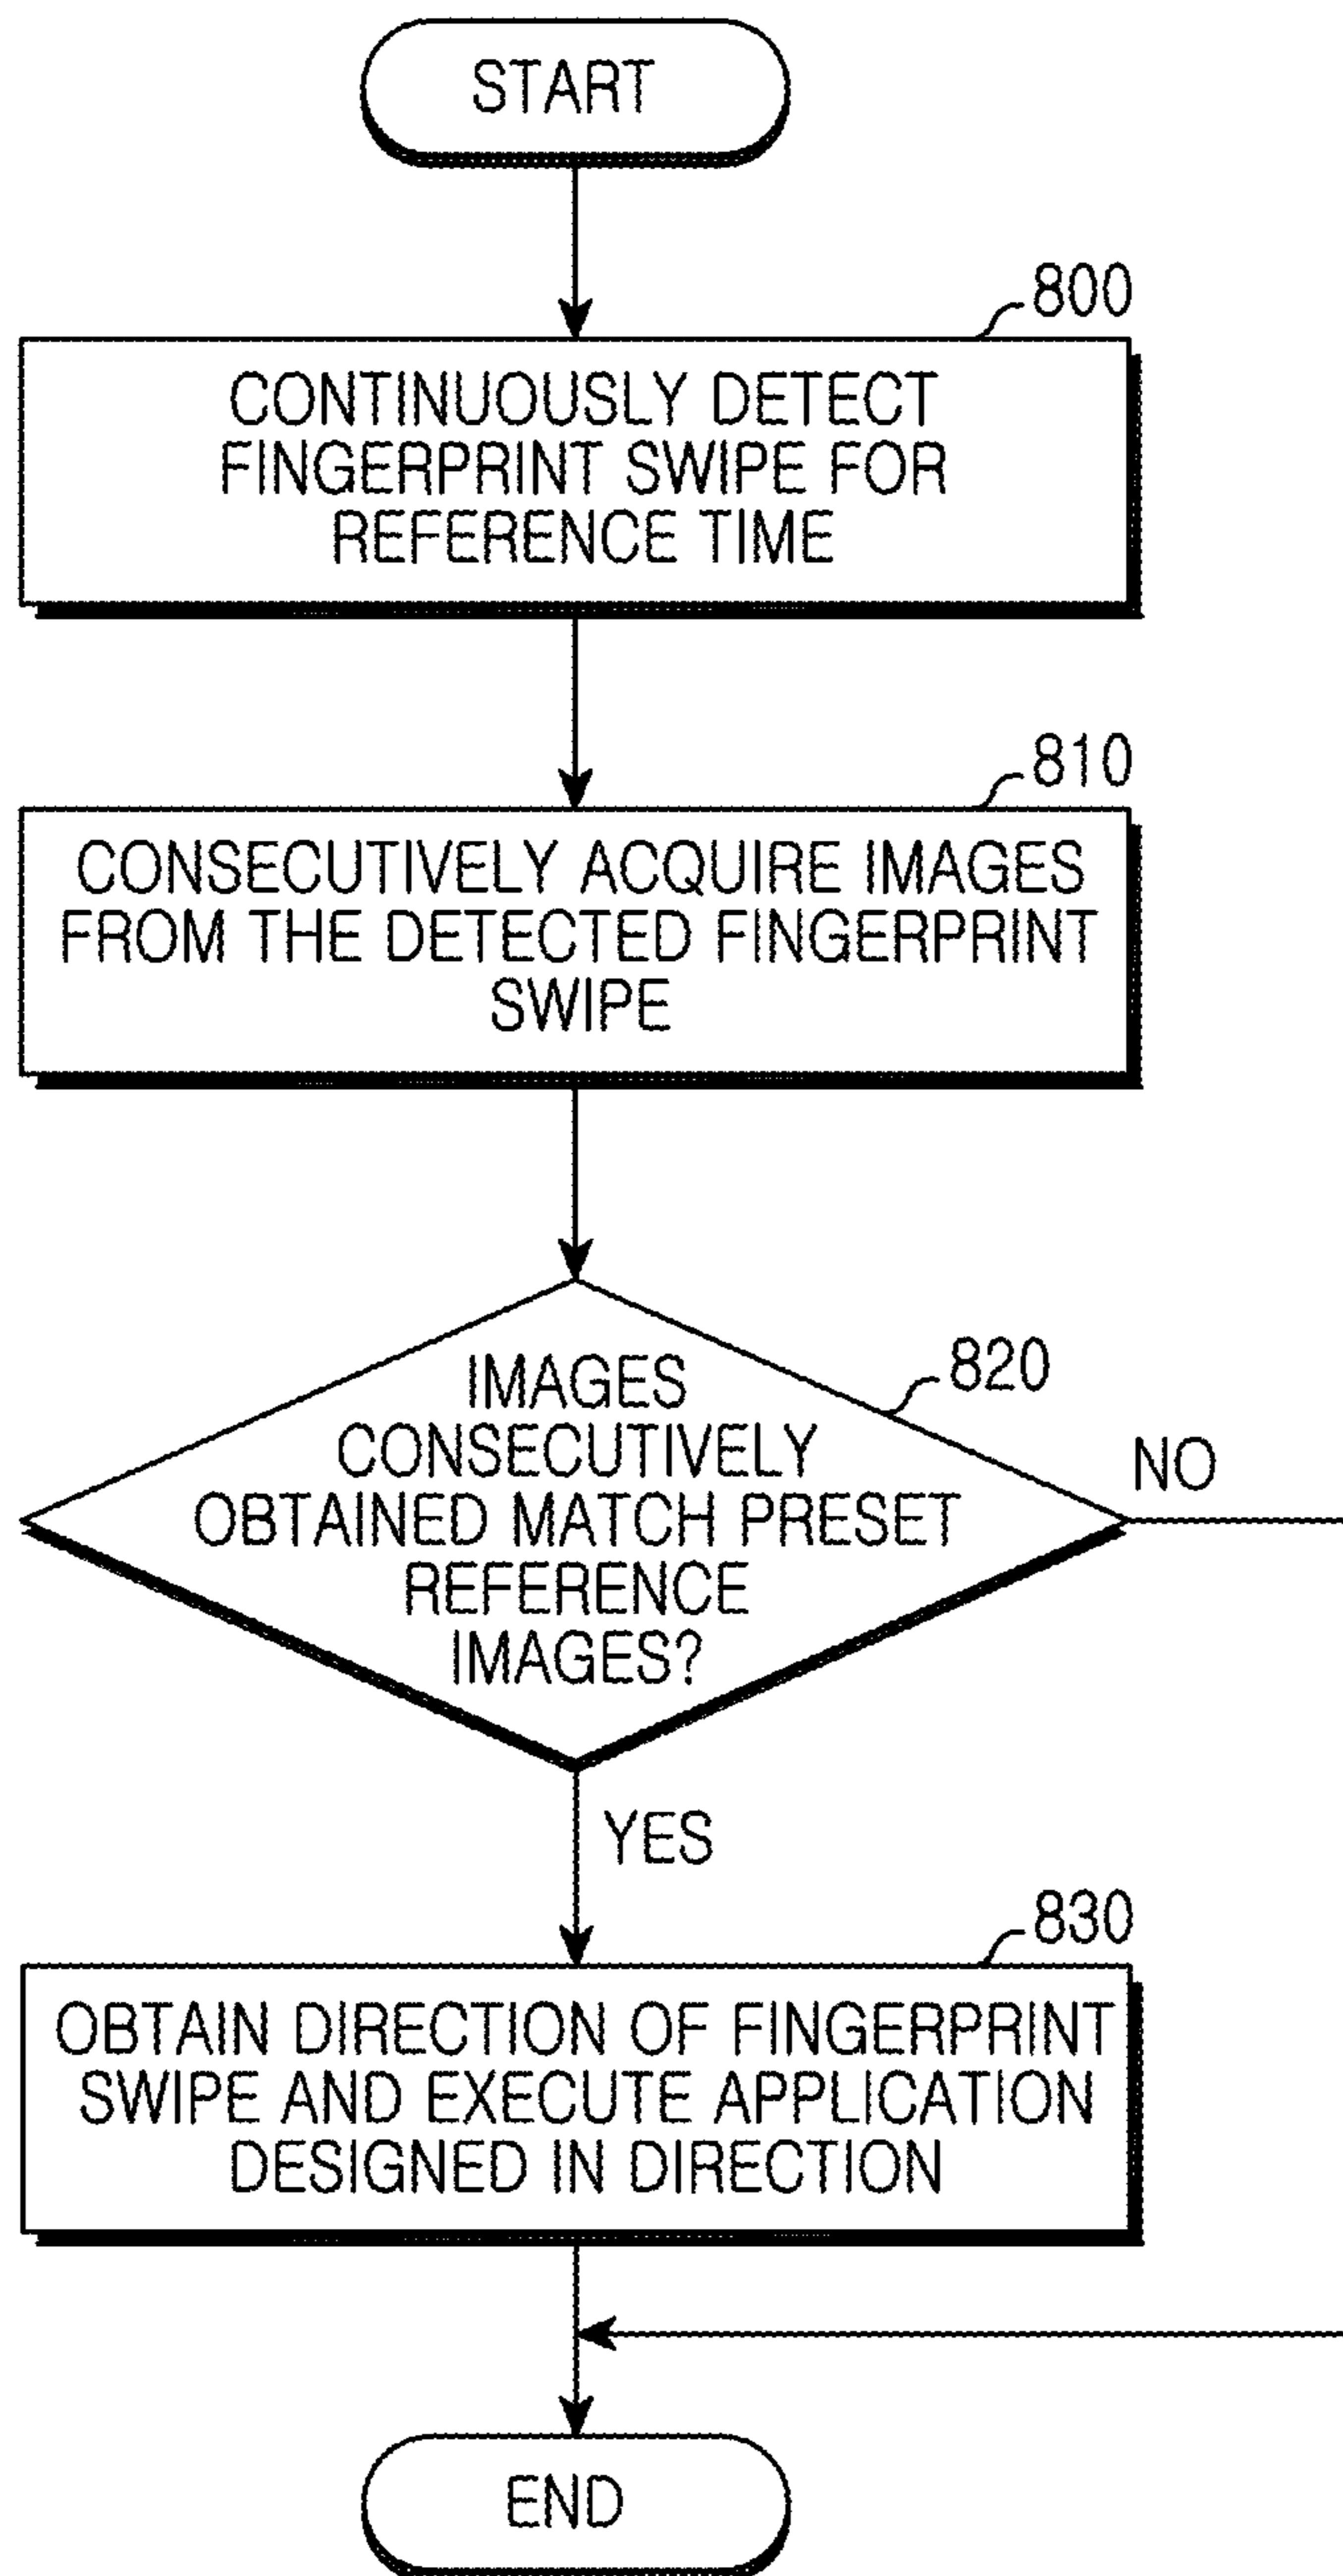 START
800
CONTINUOUSLY DETECT
FINGERPRINT SWIPE FOR
REFERENCE TIME
810
CONSECUTIVELY ACQUIRE IMAGES
FROM THE DETECTED FINGERPRINT
SWIPE
820
IMAGES
CONSECUTIVELY
OBTAINED MATCH PRESET
REFERENCE
IMAGES?
NO
YES
830
OBTAIN DIRECTION OF FINGERPRINT
SWIPE AND EXECUTE APPLICATION
DESIGNED IN DIRECTION
END